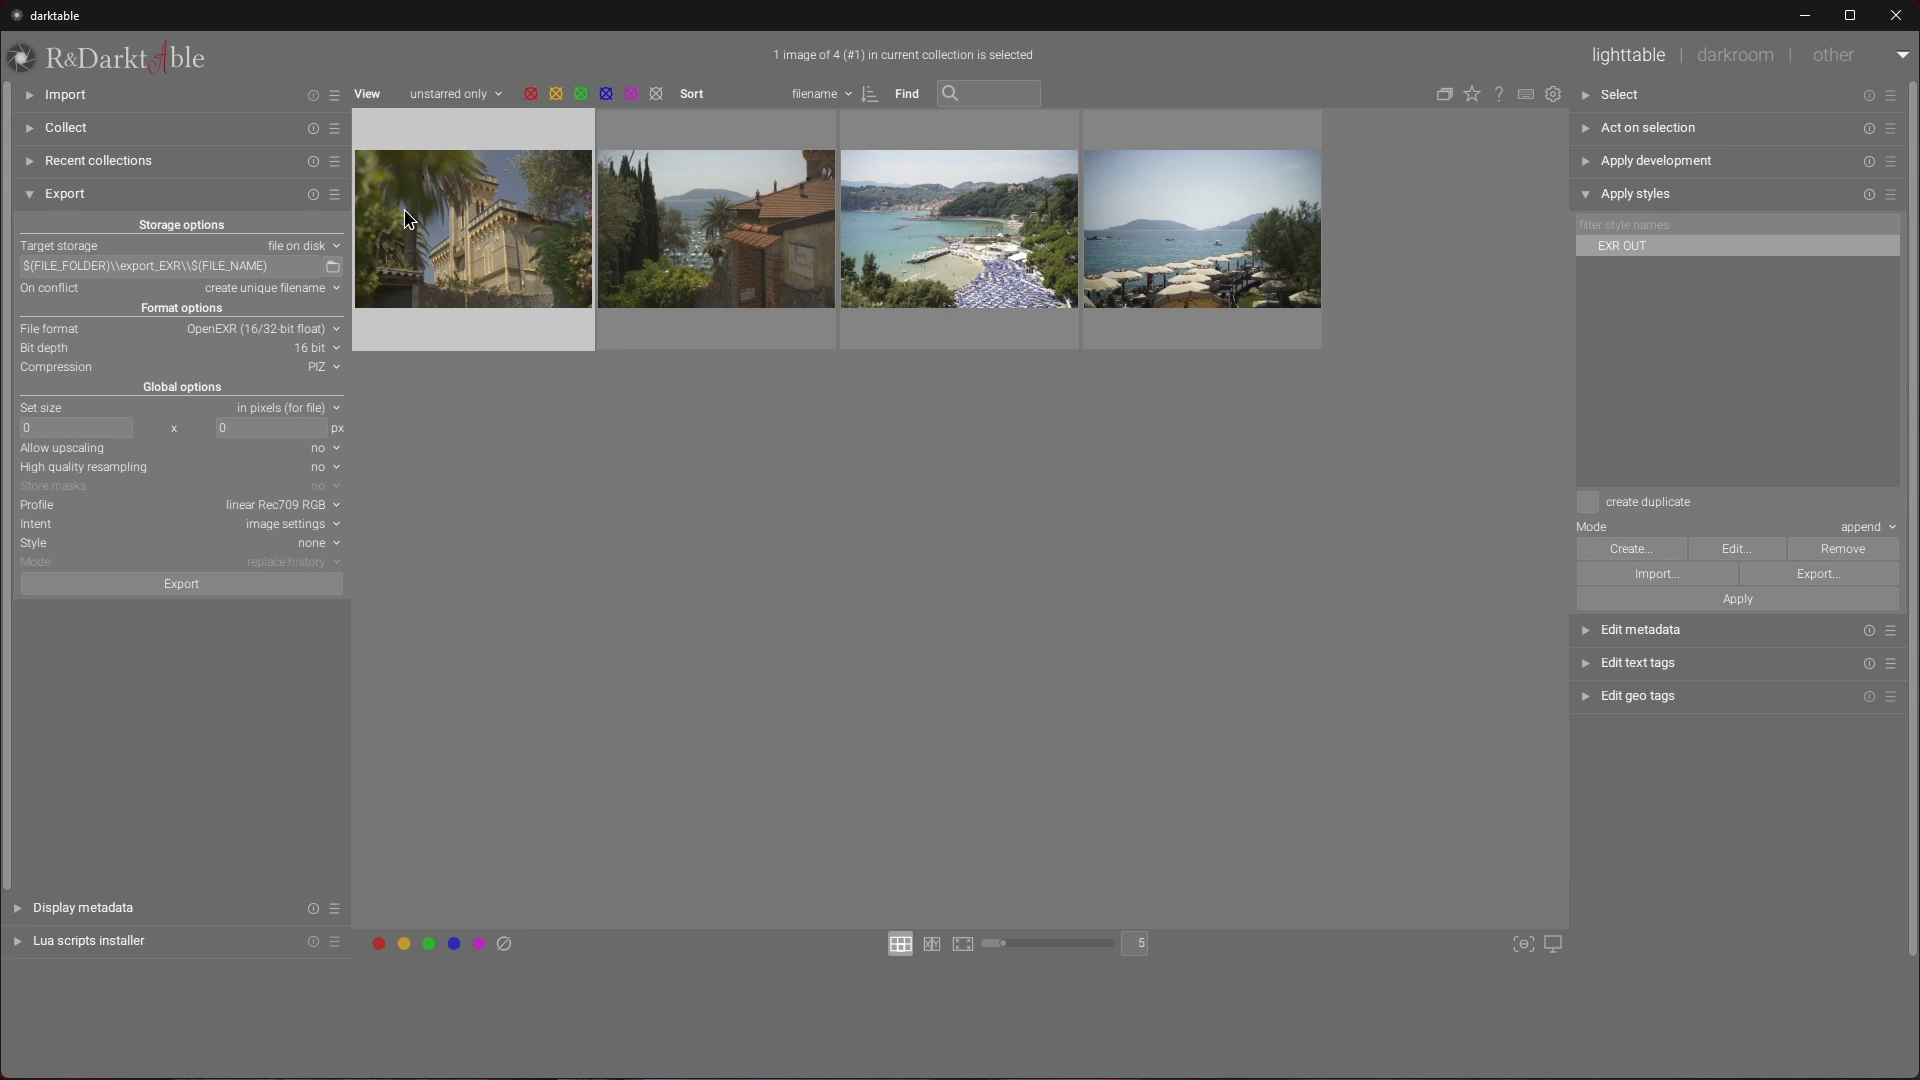 darktable
R&DarktAble
1 image of 4 (#1) in current collection is selected
lighttable | darkroom | other
Import
Collect
Recent collections
Export
View unstarred only Sort filename Find
Storage options
Target storage file on disk
$(FILE_FOLDER)\\export_EXR\\$(FILE_NAME)
On conflict create unique filename
Format options
File format OpenEXR (16/32-bit float)
Bit depth 16 bit
Compression PIZ
Global options
Set size in pixels (for file)
0 x 0 px
Allow upscaling no
High quality resampling no
Store masks no
Profile linear Rec709 RGB
Intent image settings
Style none
Mode replace history
Export
Display metadata
Lua scripts installer
5
Select
Act on selection
Apply development
Apply styles
filter style names
EXR OUT
create duplicate
Mode append
Create... Edit... Remove
Import... Export...
Apply
Edit metadata
Edit text tags
Edit geo tags